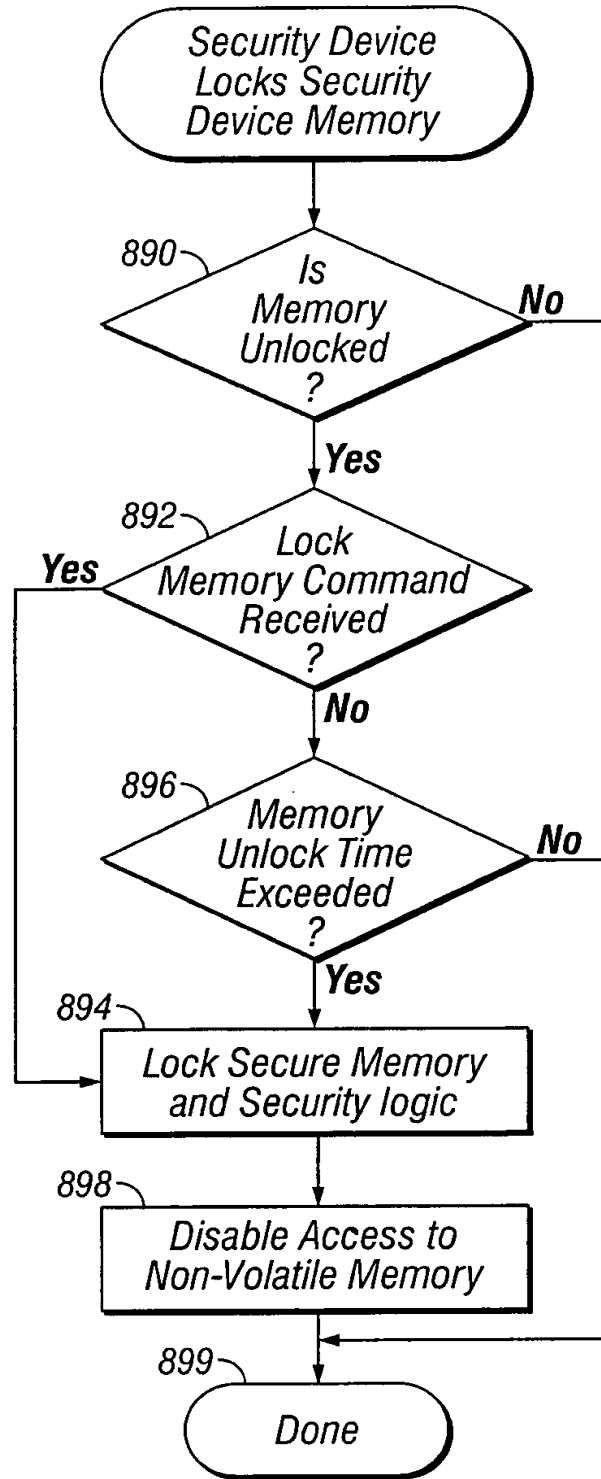 Security Device
Locks Security
Device Memory
890
Is
Memory
Unlocked
?
No
Yes
892
Lock
Memory Command
Received
?
Yes
No
896
Memory
Unlock Time
Exceeded
?
No
Yes
894
Lock Secure Memory
and Security logic
898
Disable Access to
Non-Volatile Memory
899
Done